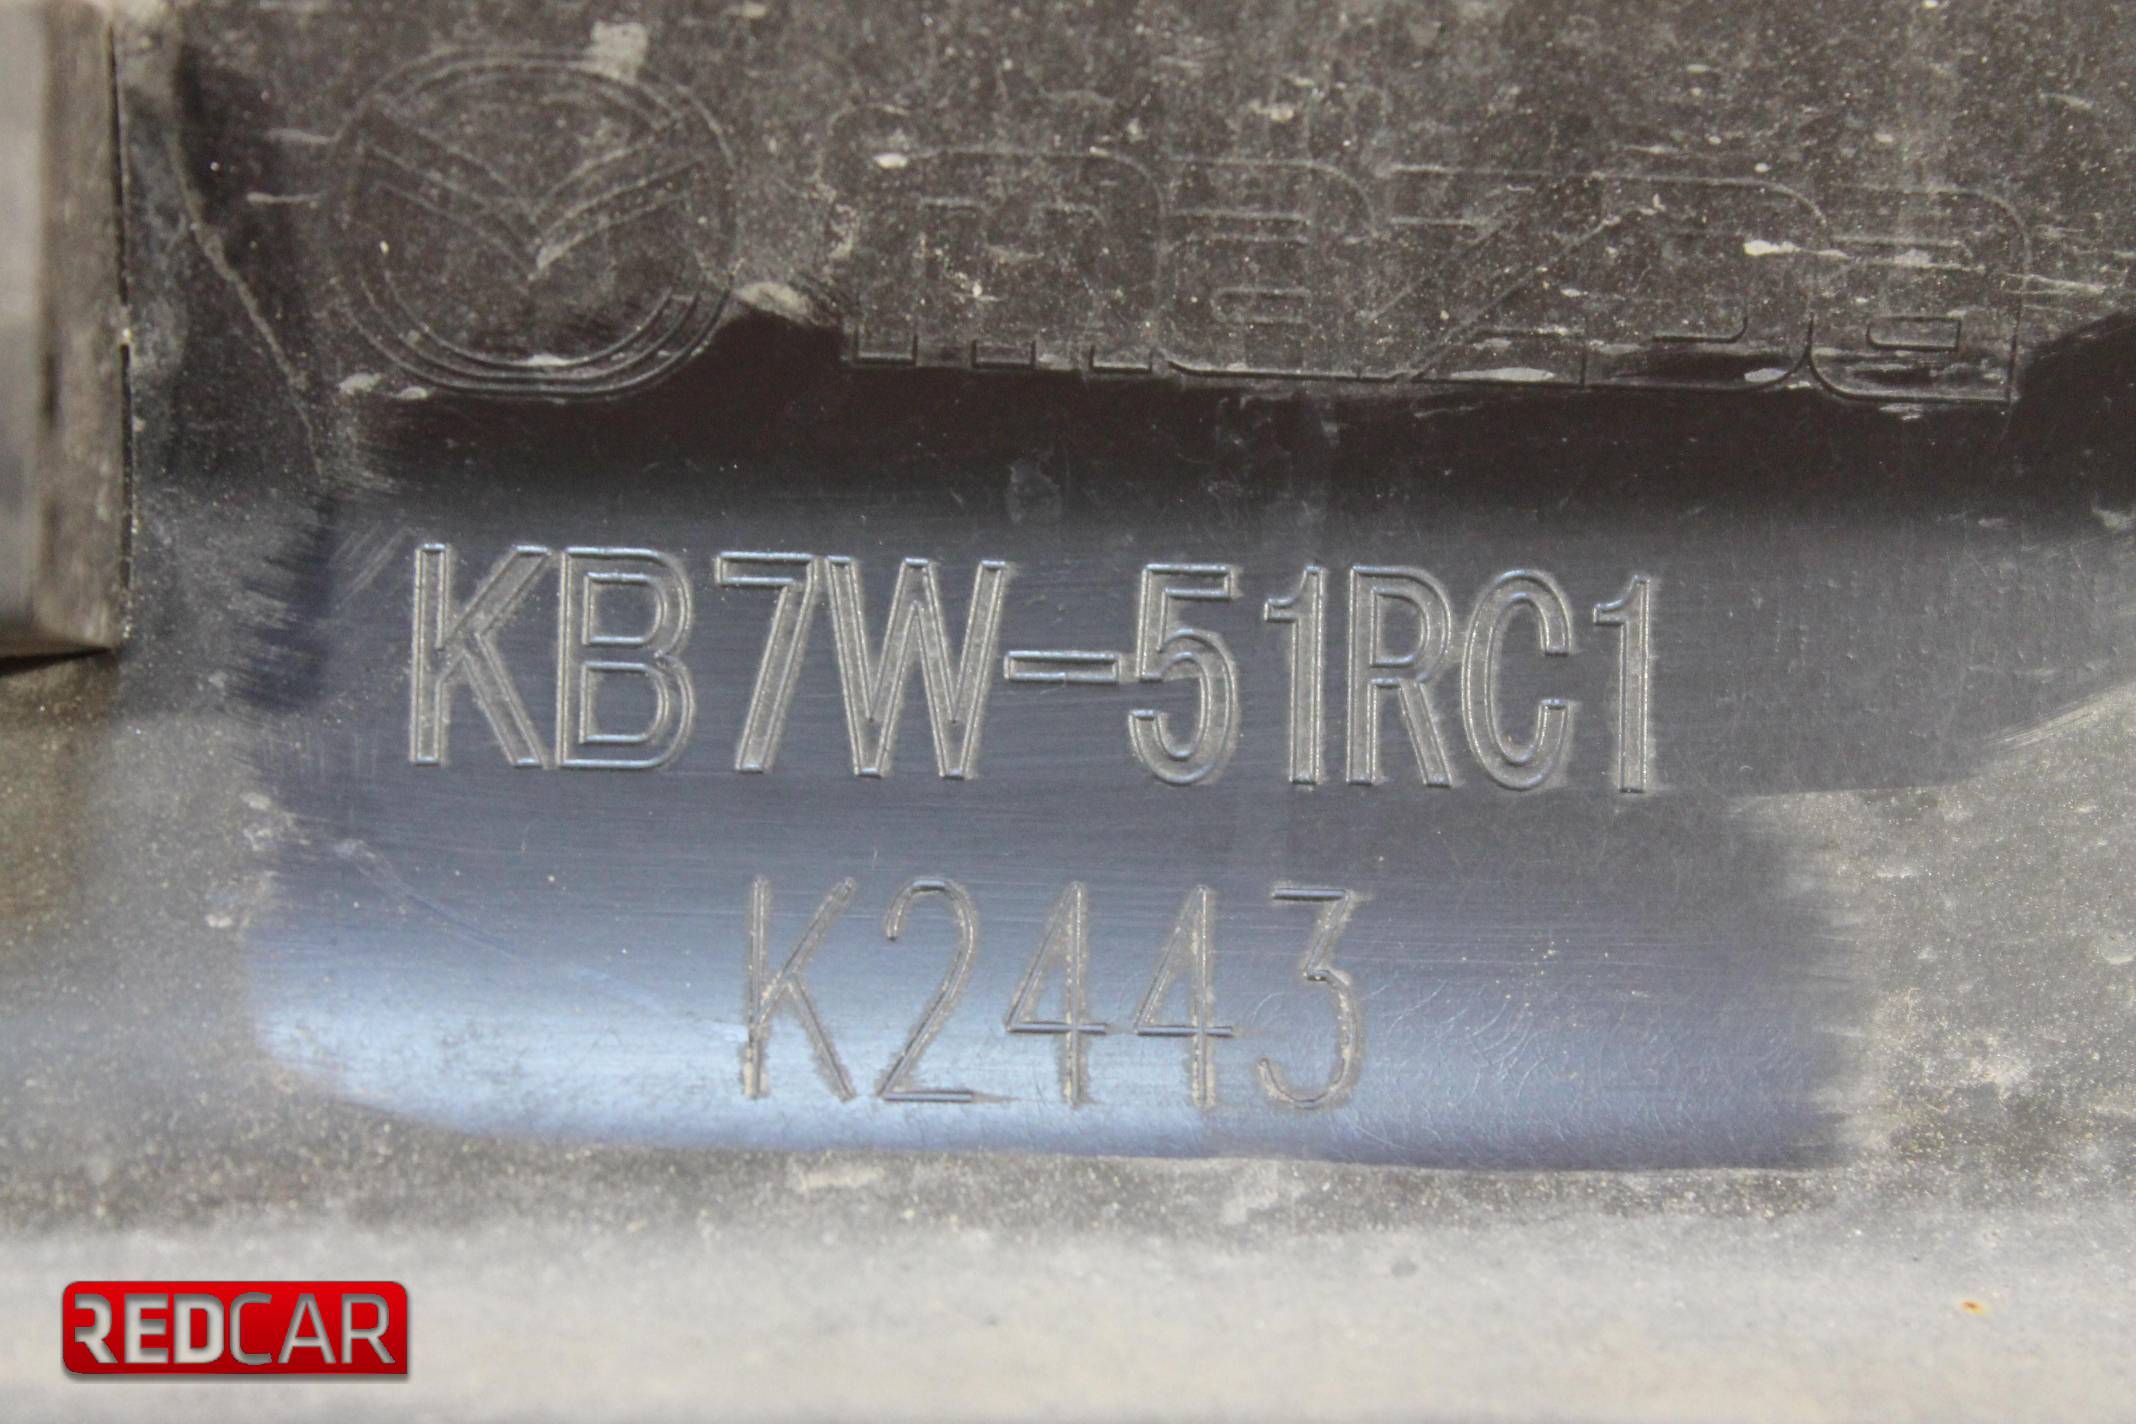 mazda
KB7W-51RC1
K2443
REDCAR